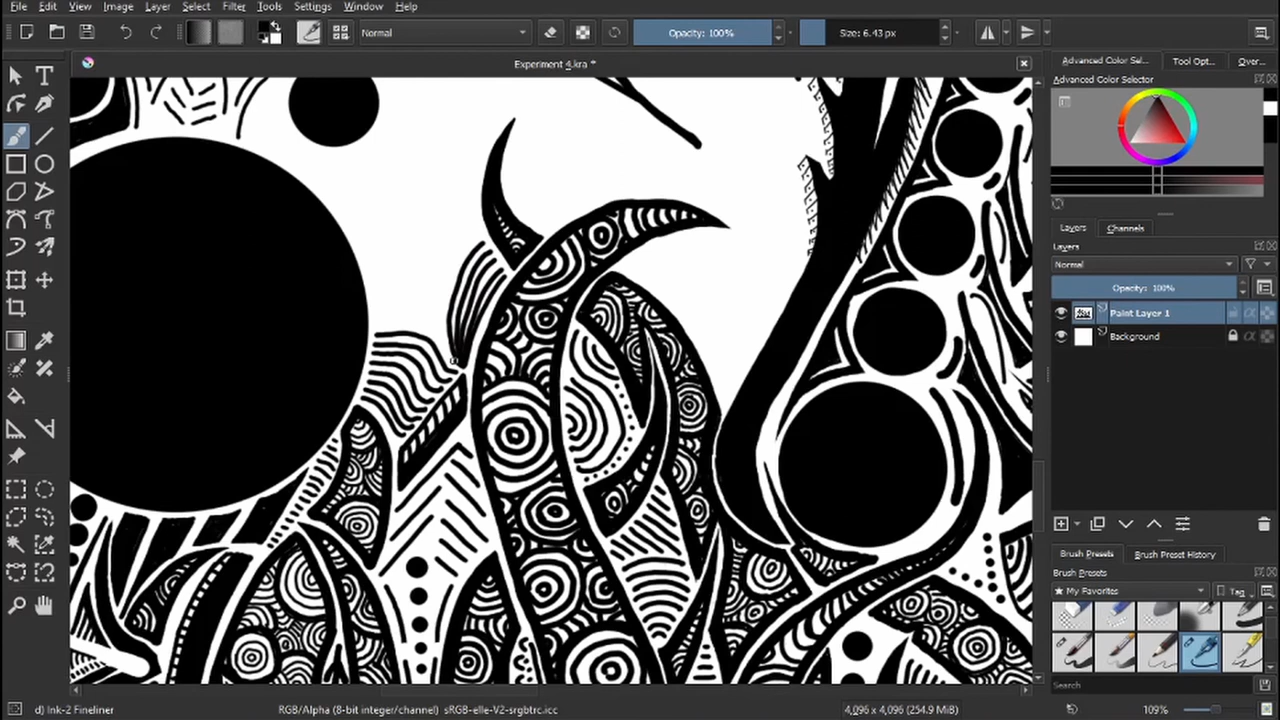 File Edit View Image Layer Select Filter Tools Settings Window Help
Normal Opacity: 100% Size: 6.43 px
Experiment 4.kra *
Advanced Color Sel... Tool Opt... Over...
Advanced Color Selector
Layers Channels
Layers
Normal
Opacity: 100%
Paint Layer 1
Background
Brush Presets Brush Preset History
Brush Presets
★ My Favorites Tag
Search
d) Ink-2 Fineliner RGB/Alpha (8-bit integer/channel) sRGB-elle-V2-srgbtrc.icc 4,096 x 4,096 (254.9 MiB) 109%